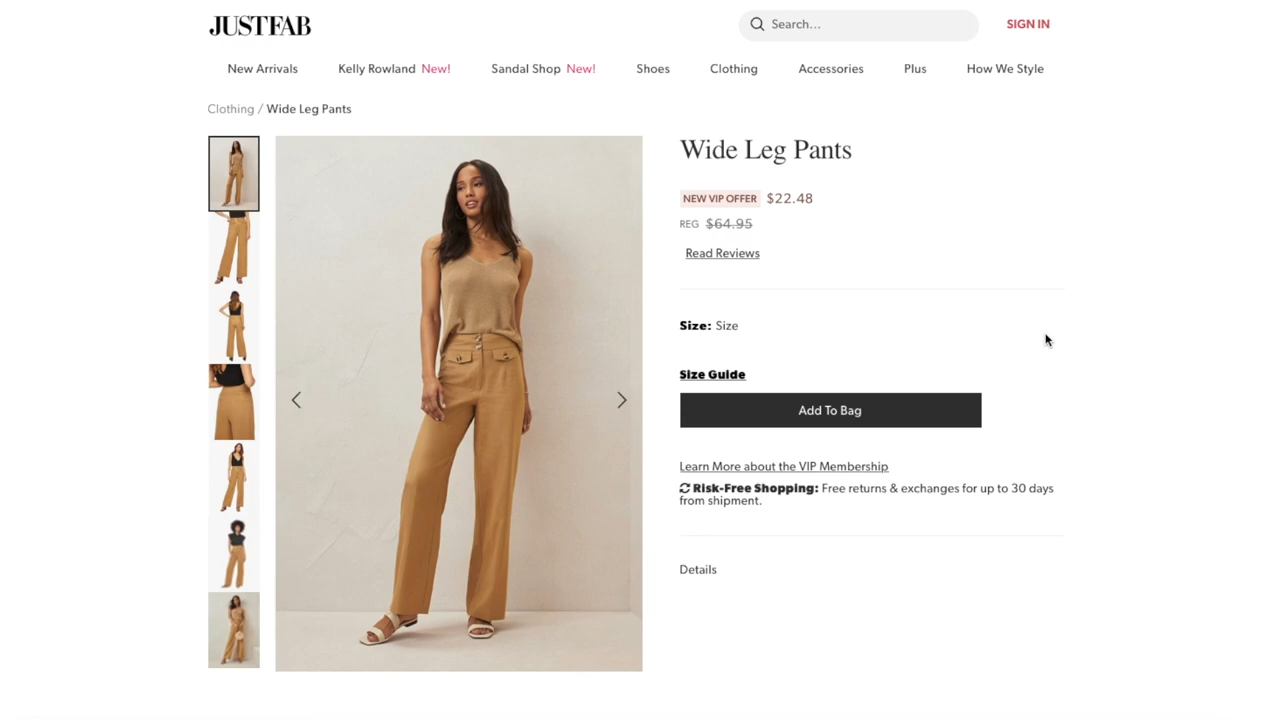 JUSTFAB
Search...
SIGN IN
New Arrivals Kelly Rowland New! Sandal Shop New! Shoes Clothing Accessories Plus How We Style
Clothing / Wide Leg Pants
Wide Leg Pants
NEW VIP OFFER $22.48
REG $64.95
Read Reviews
Size: Size
Size Guide
Add To Bag
Learn More about the VIP Membership
Risk-Free Shopping: Free returns & exchanges for up to 30 days
from shipment.
Details